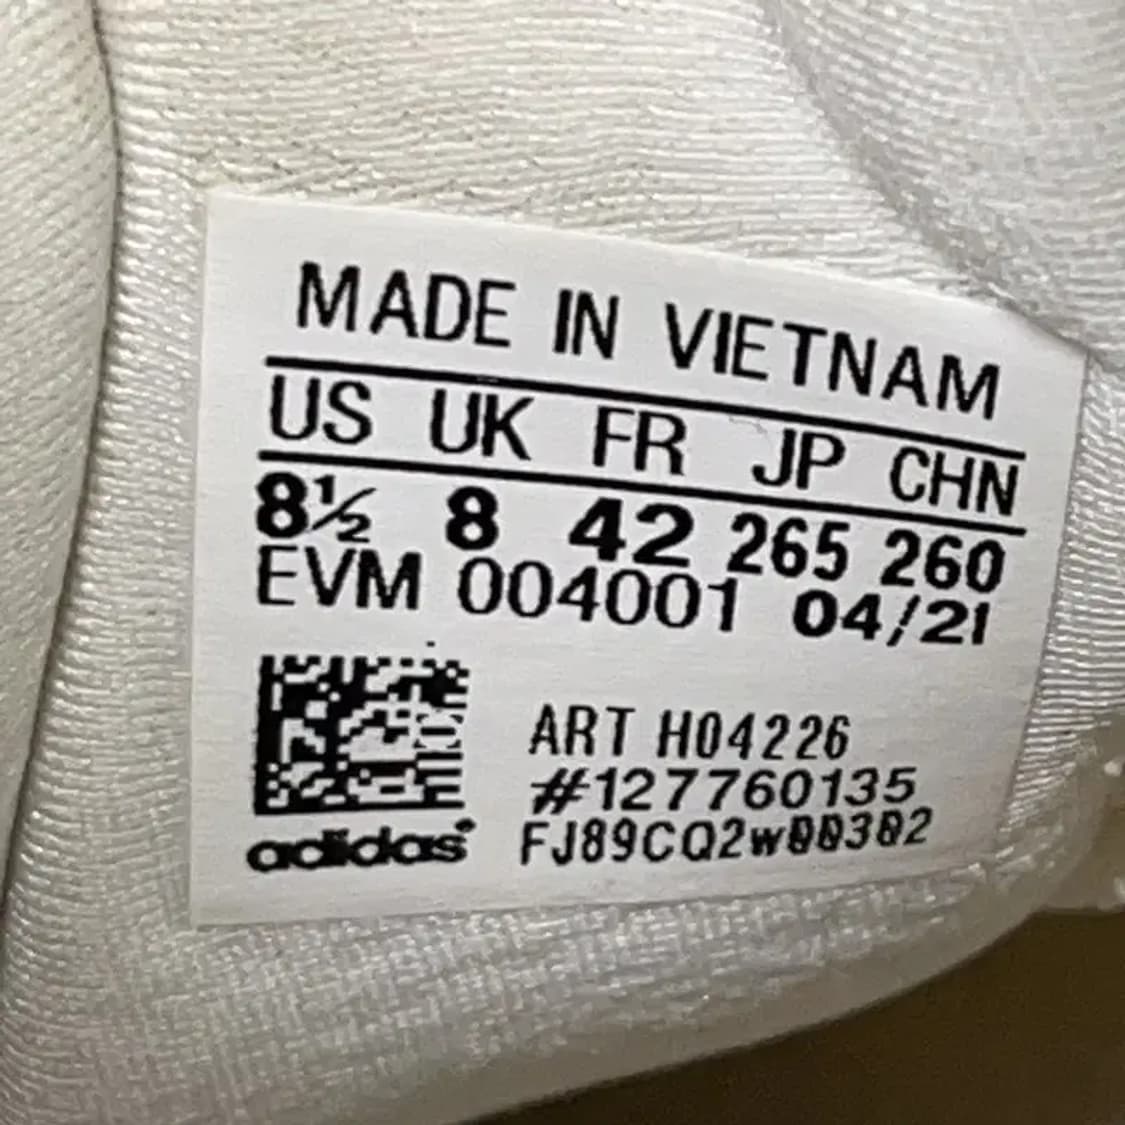 MADE IN VIETNAM
US UK FR JP CHN
8½ 8 42 265 260
EVM 004001 04/21
ART H04226
#127760135
adidas FJ89CQ2w00302